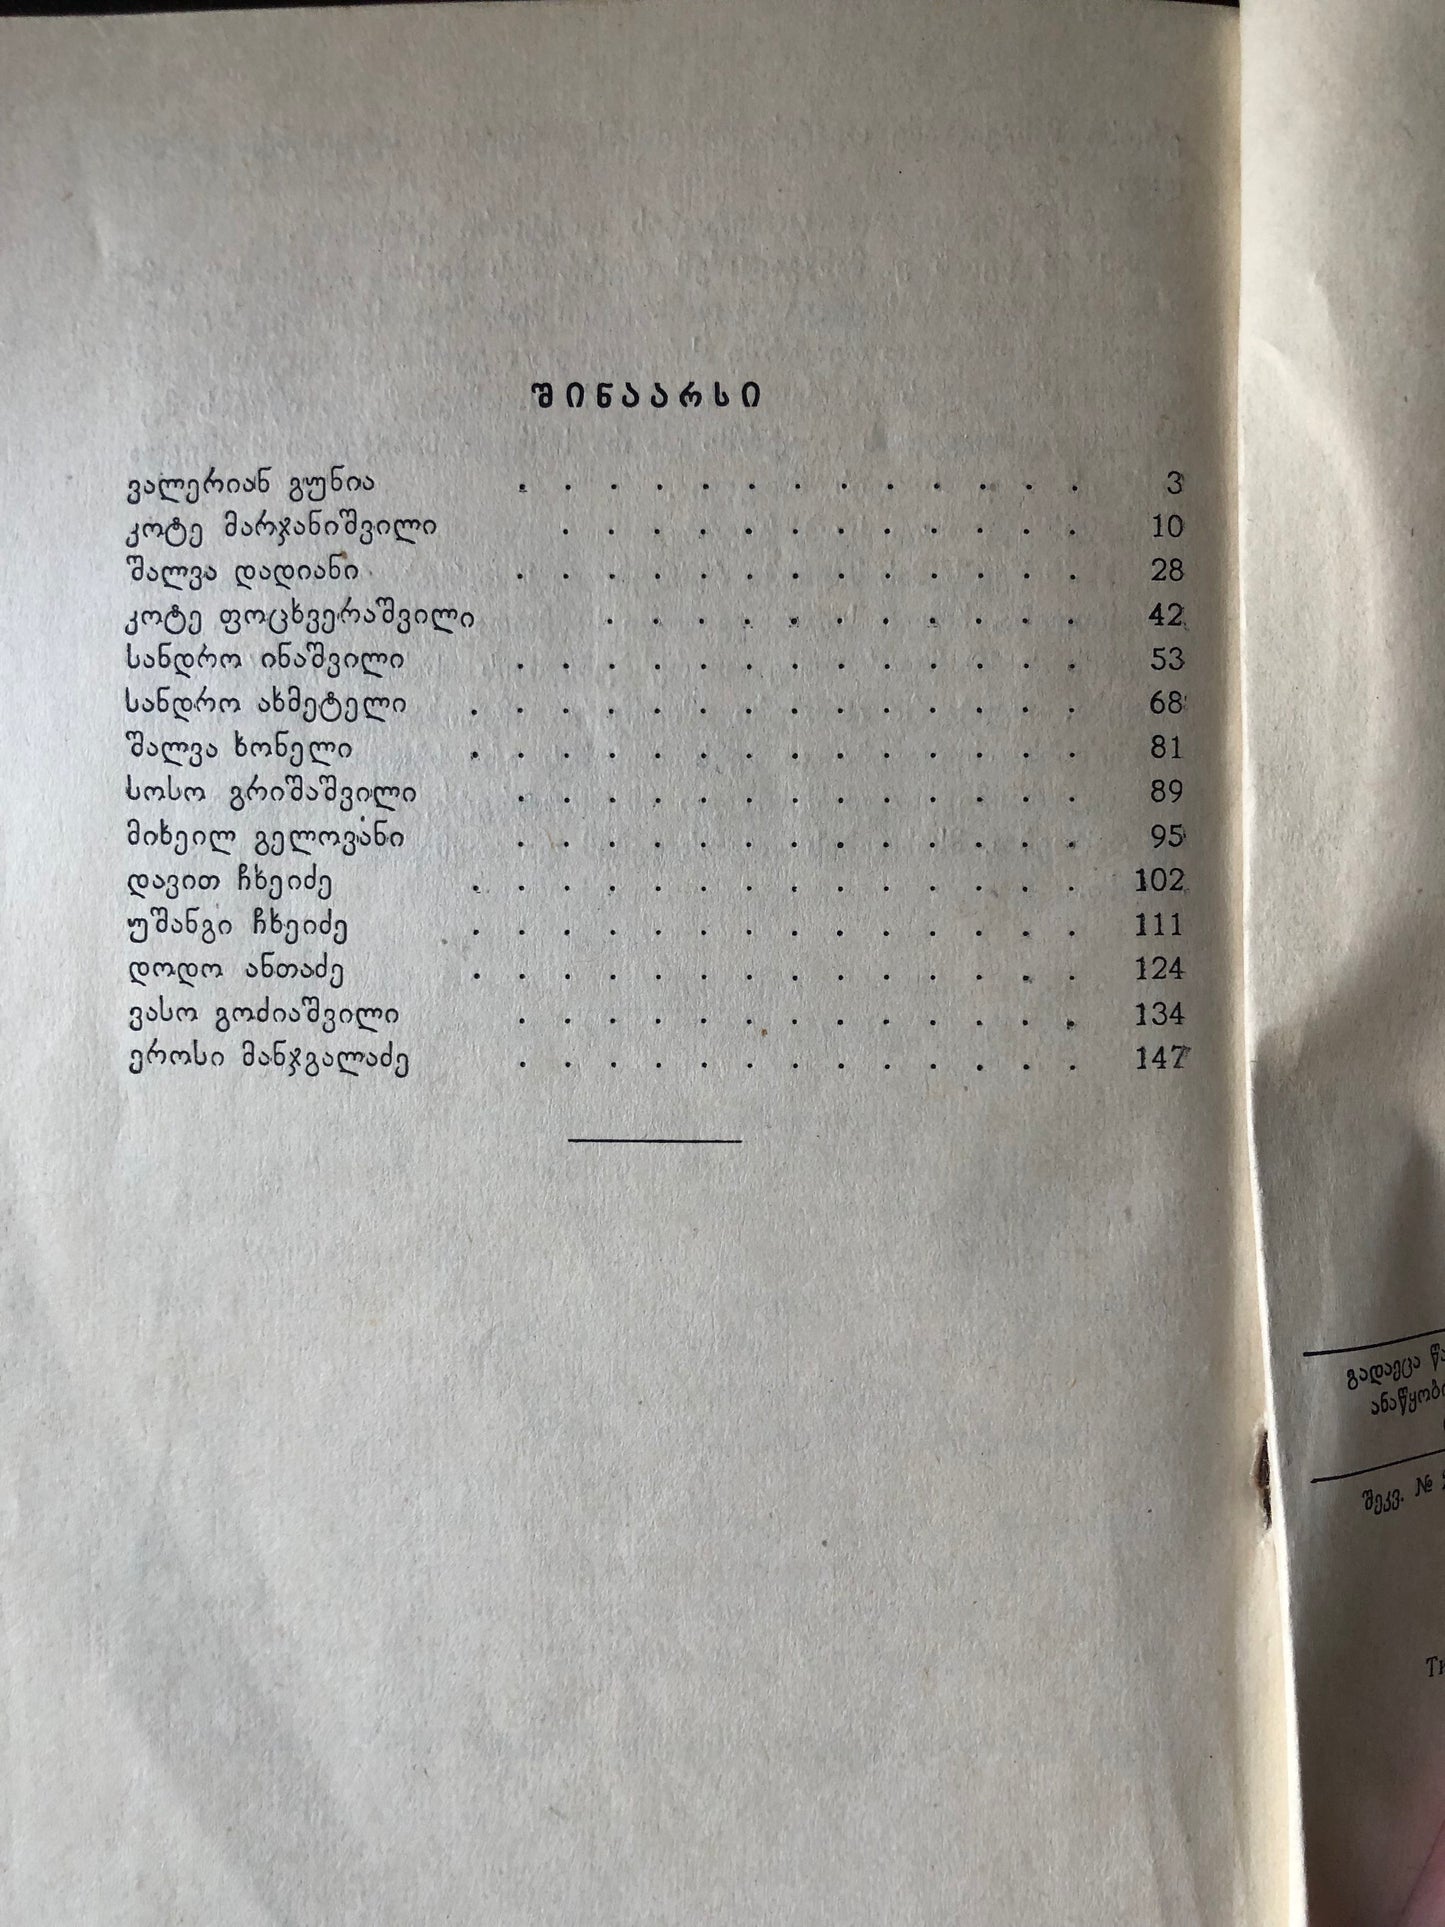 შინაარსი
ვალერიან გუნია . . . . . . . . . . . . . 3
კოტე მარჯანიშვილი . . . . . . . . . . . . 10
შალვა დადიანი . . . . . . . . . . . . . 28
კოტე ფოცხვერაშვილი . . . . . . . . . . . 42
სანდრო ინაშვილი . . . . . . . . . . . . . 53
სანდრო ახმეტელი . . . . . . . . . . . . . . 68
შალვა ხონელი . . . . . . . . . . . . . . 81
სოსო გრიშაშვილი . . . . . . . . . . . . . 89
მიხეილ გელოვანი . . . . . . . . . . . . . 95
დავით ჩხეიძე . . . . . . . . . . . . . . 102
უშანგი ჩხეიძე . . . . . . . . . . . . . . 111
დოდო ანთაძე . . . . . . . . . . . . . . 124
ვასო გოძიაშვილი . . . . . . . . . . . . . 134
ეროსი მანჯგალაძე . . . . . . . . . . . . . 147
გადაეცა
შეკვ. №